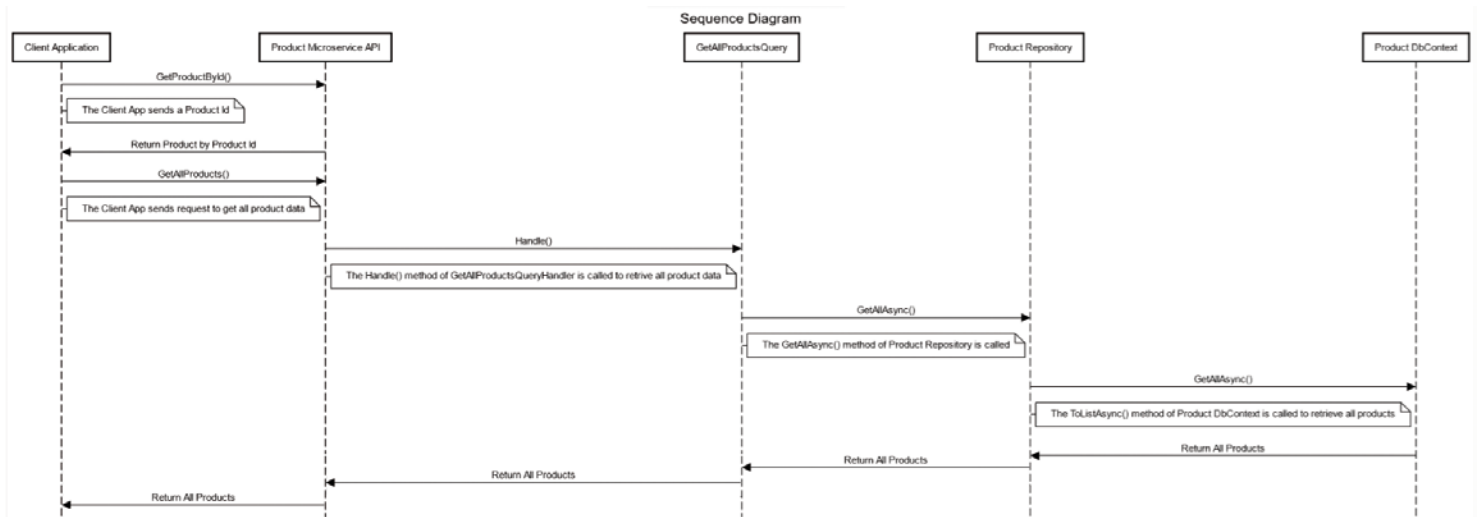 Sequence Diagram
Client Application
Product Microservice API
GetAllProductsQuery
Product Repository
Product DbContext
GetProductById()
The Client App sends a Product Id
Return Product by Product Id
GetAllProducts()
The Client App sends request to get all product data
Handle()
The Handle() method of GetAllProductsQueryHandler is called to retrive all product data
GetAllAsync()
The GetAllAsync() method of Product Repository is called
GetAllAsync()
The ToListAsync() method of Product DbContext is called to retrieve all products
Return All Products
Return All Products
Return All Products
Return All Products